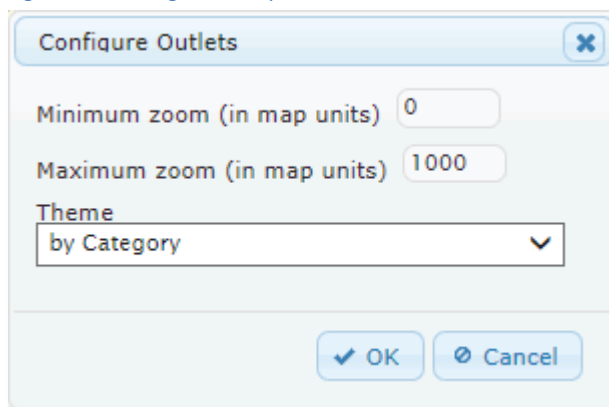 Configure Outlets
Minimum zoom (in map units) 0
Maximum zoom (in map units) 1000
Theme
by Category
OK Cancel